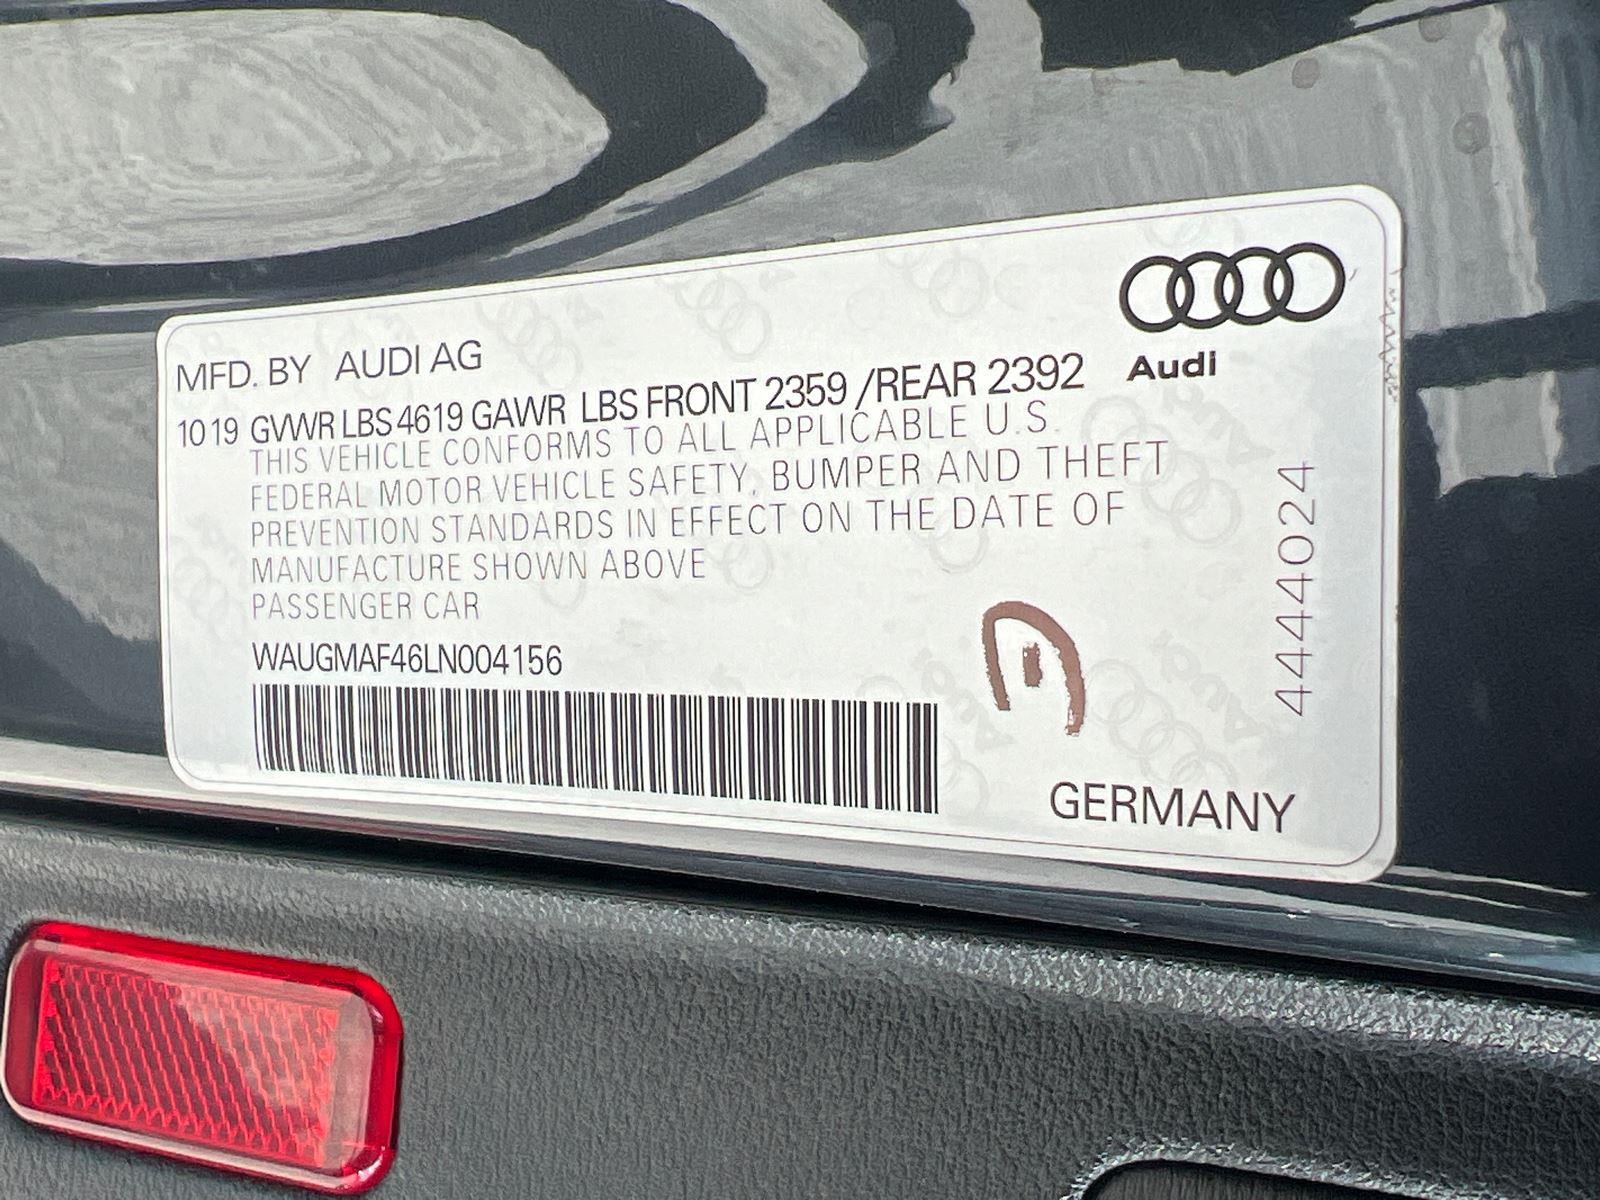 MFD. BY AUDI AG
Audi
10 19 GVWR LBS 4619 GAWR LBS FRONT 2359 /REAR 2392
THIS VEHICLE CONFORMS TO ALL APPLICABLE U.S.
FEDERAL MOTOR VEHICLE SAFETY, BUMPER AND THEFT
PREVENTION STANDARDS IN EFFECT ON THE DATE OF
MANUFACTURE SHOWN ABOVE
PASSENGER CAR
WAUGMAF46LN004156
4444024
GERMANY